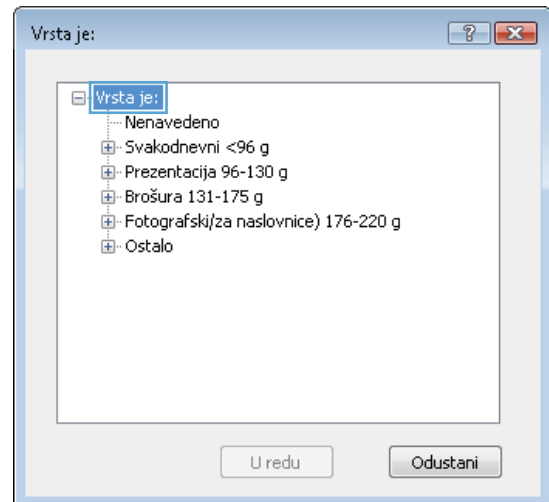 Vrsta je:
Vrsta je:
Nenavedeno
Svakodnevni <96 g
Prezentacija 96-130 g
Brošura 131-175 g
Fotografski/za naslovnice) 176-220 g
Ostalo
U redu Odustani